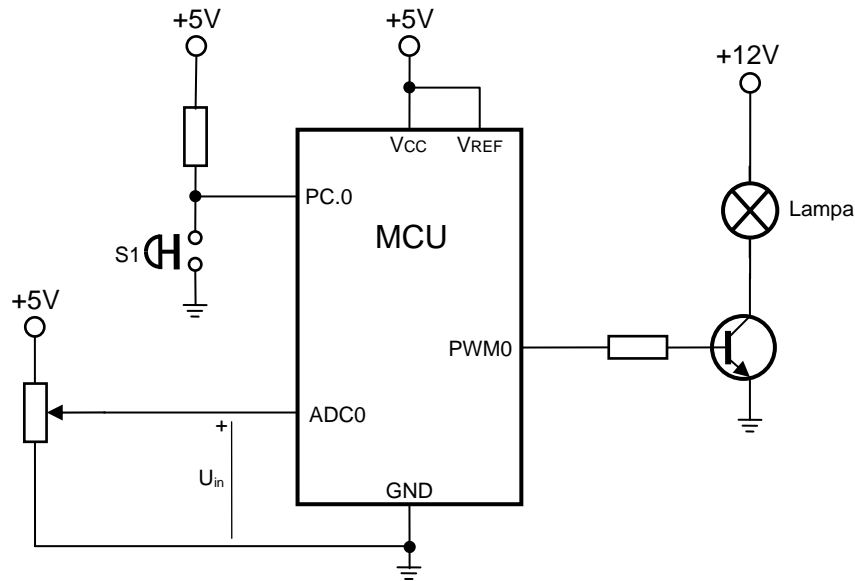 +5V
+5V
+12V
VCC
VREF
PC.0
MCU
Lampa
S1
+5V
PWM0
ADC0
+
Uin
GND